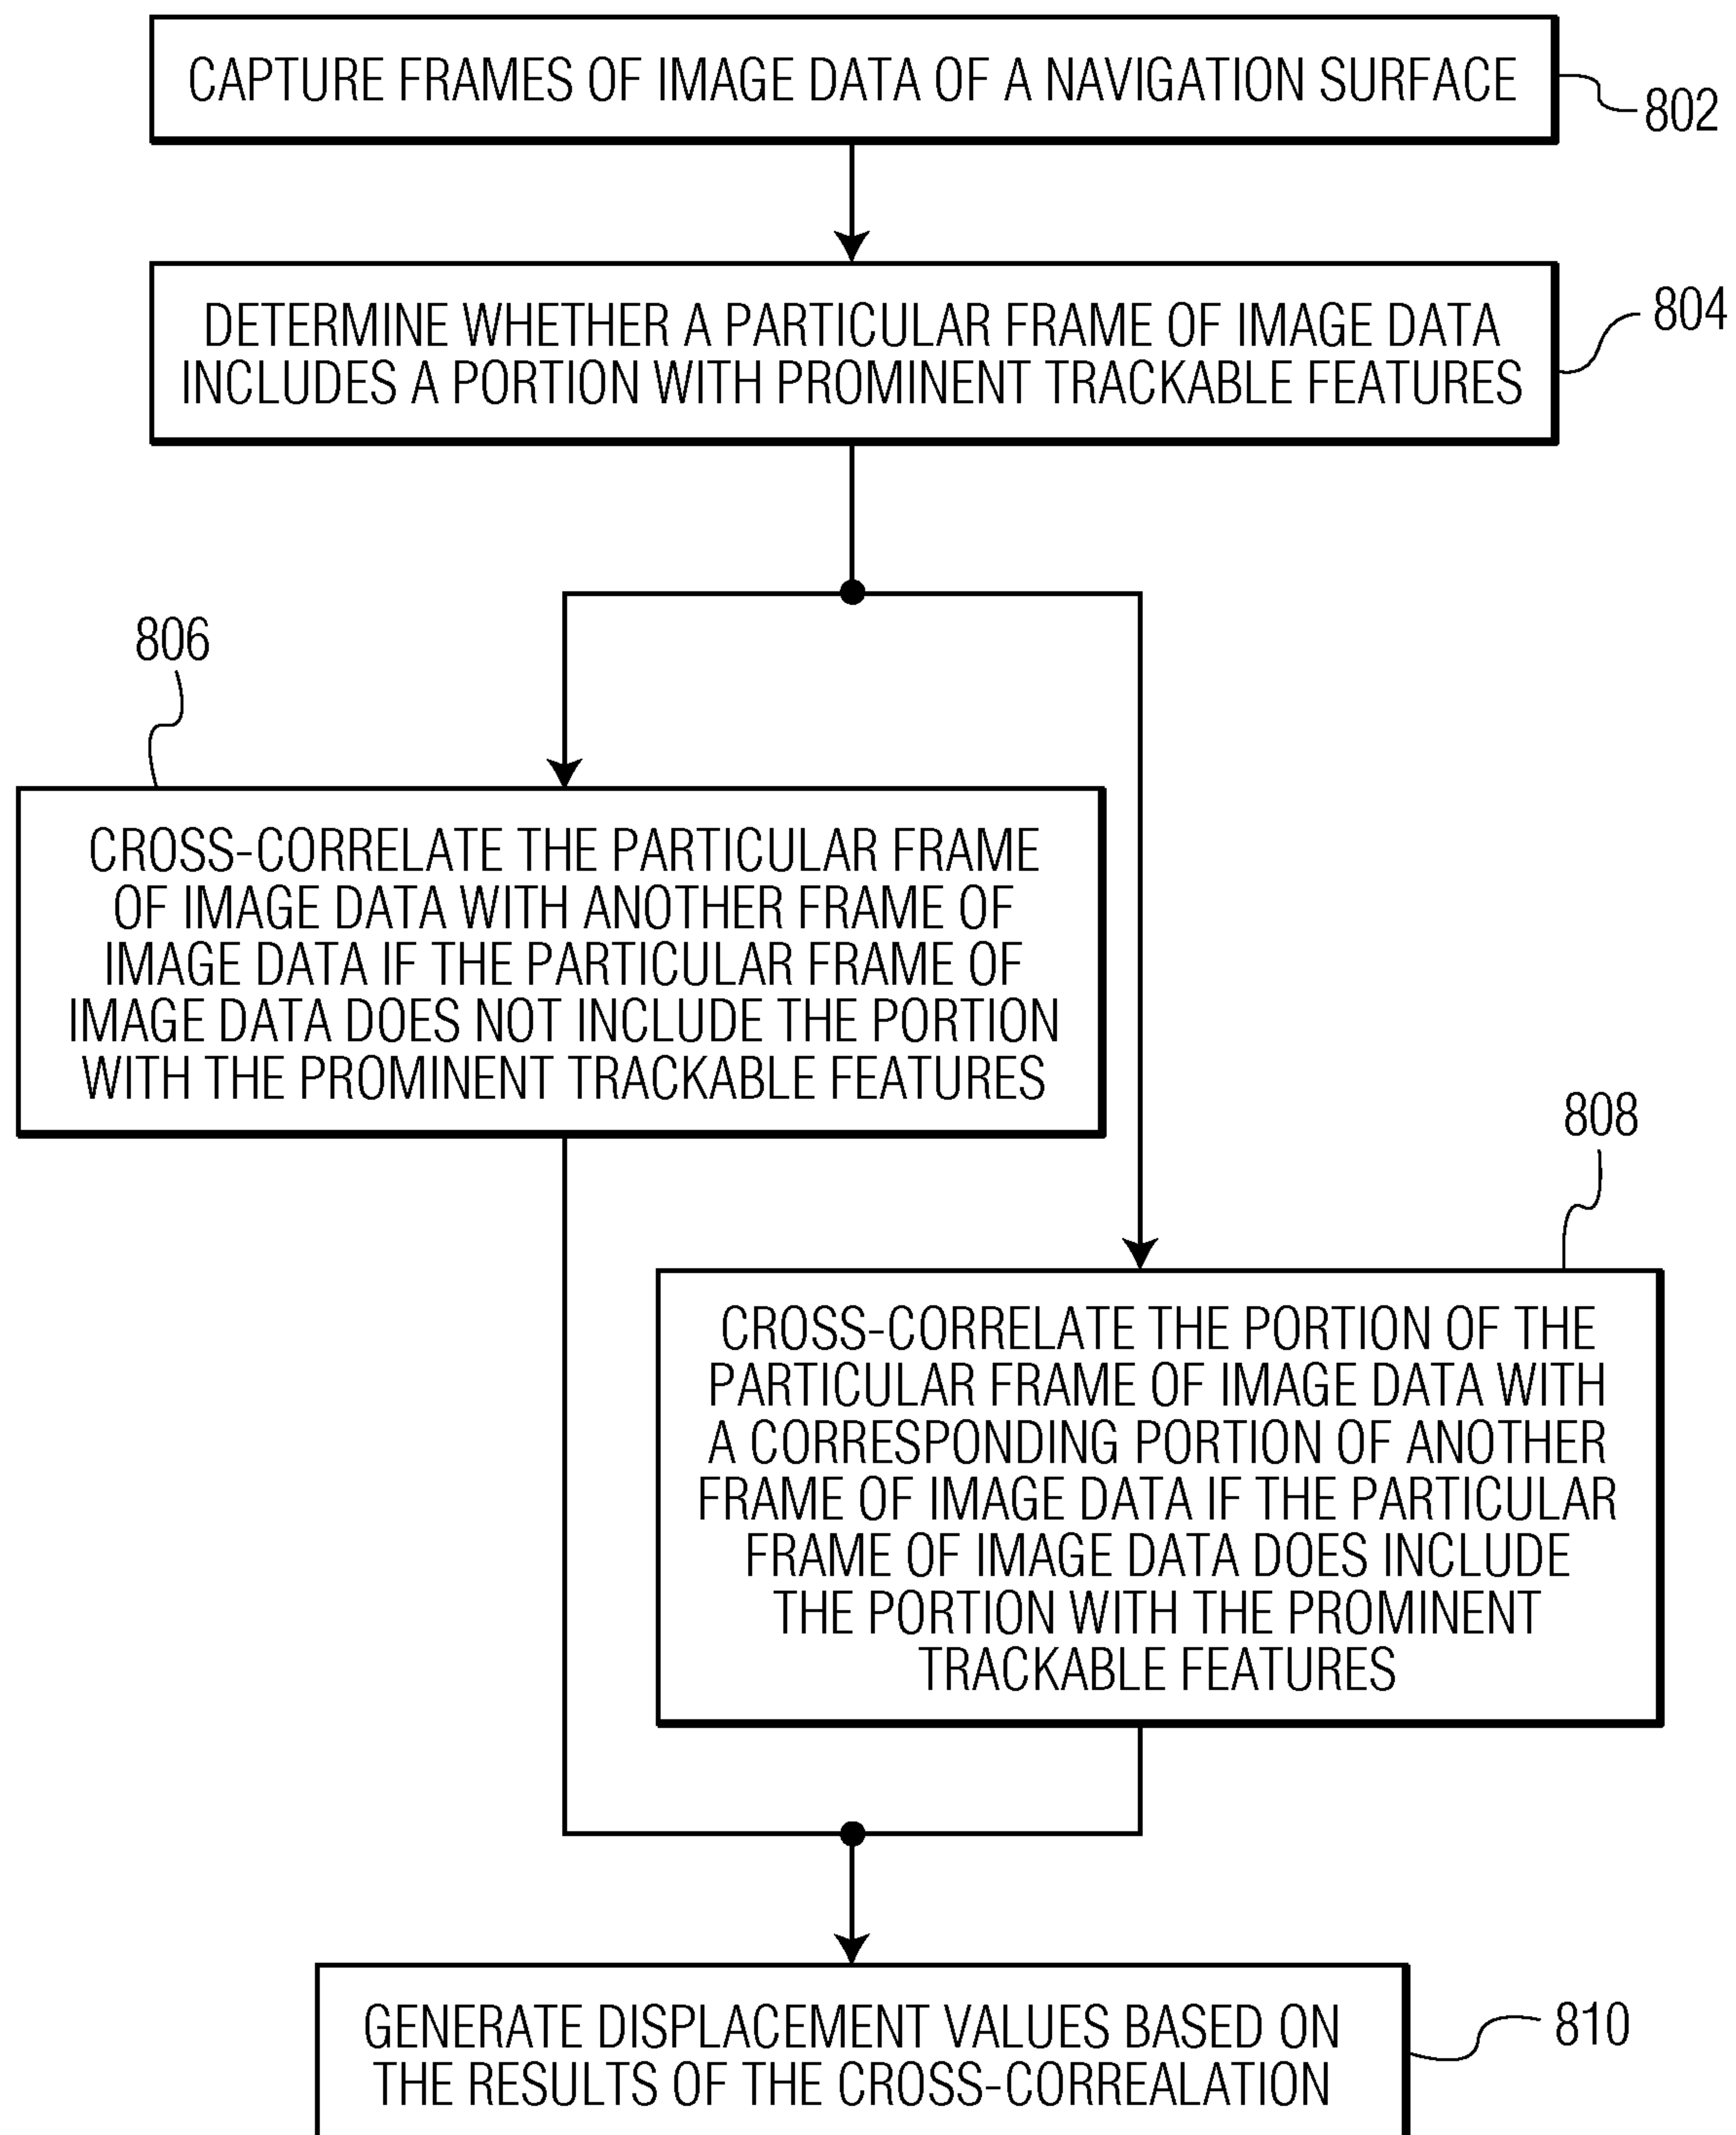 CAPTURE FRAMES OF IMAGE DATA OF A NAVIGATION SURFACE
802
DETERMINE WHETHER A PARTICULAR FRAME OF IMAGE DATA
INCLUDES A PORTION WITH PROMINENT TRACKABLE FEATURES
804
806
CROSS-CORRELATE THE PARTICULAR FRAME
OF IMAGE DATA WITH ANOTHER FRAME OF
IMAGE DATA IF THE PARTICULAR FRAME OF
IMAGE DATA DOES NOT INCLUDE THE PORTION
WITH THE PROMINENT TRACKABLE FEATURES
808
CROSS-CORRELATE THE PORTION OF THE
PARTICULAR FRAME OF IMAGE DATA WITH
A CORRESPONDING PORTION OF ANOTHER
FRAME OF IMAGE DATA IF THE PARTICULAR
FRAME OF IMAGE DATA DOES INCLUDE
THE PORTION WITH THE PROMINENT
TRACKABLE FEATURES
GENERATE DISPLACEMENT VALUES BASED ON
THE RESULTS OF THE CROSS-CORREALATION
810